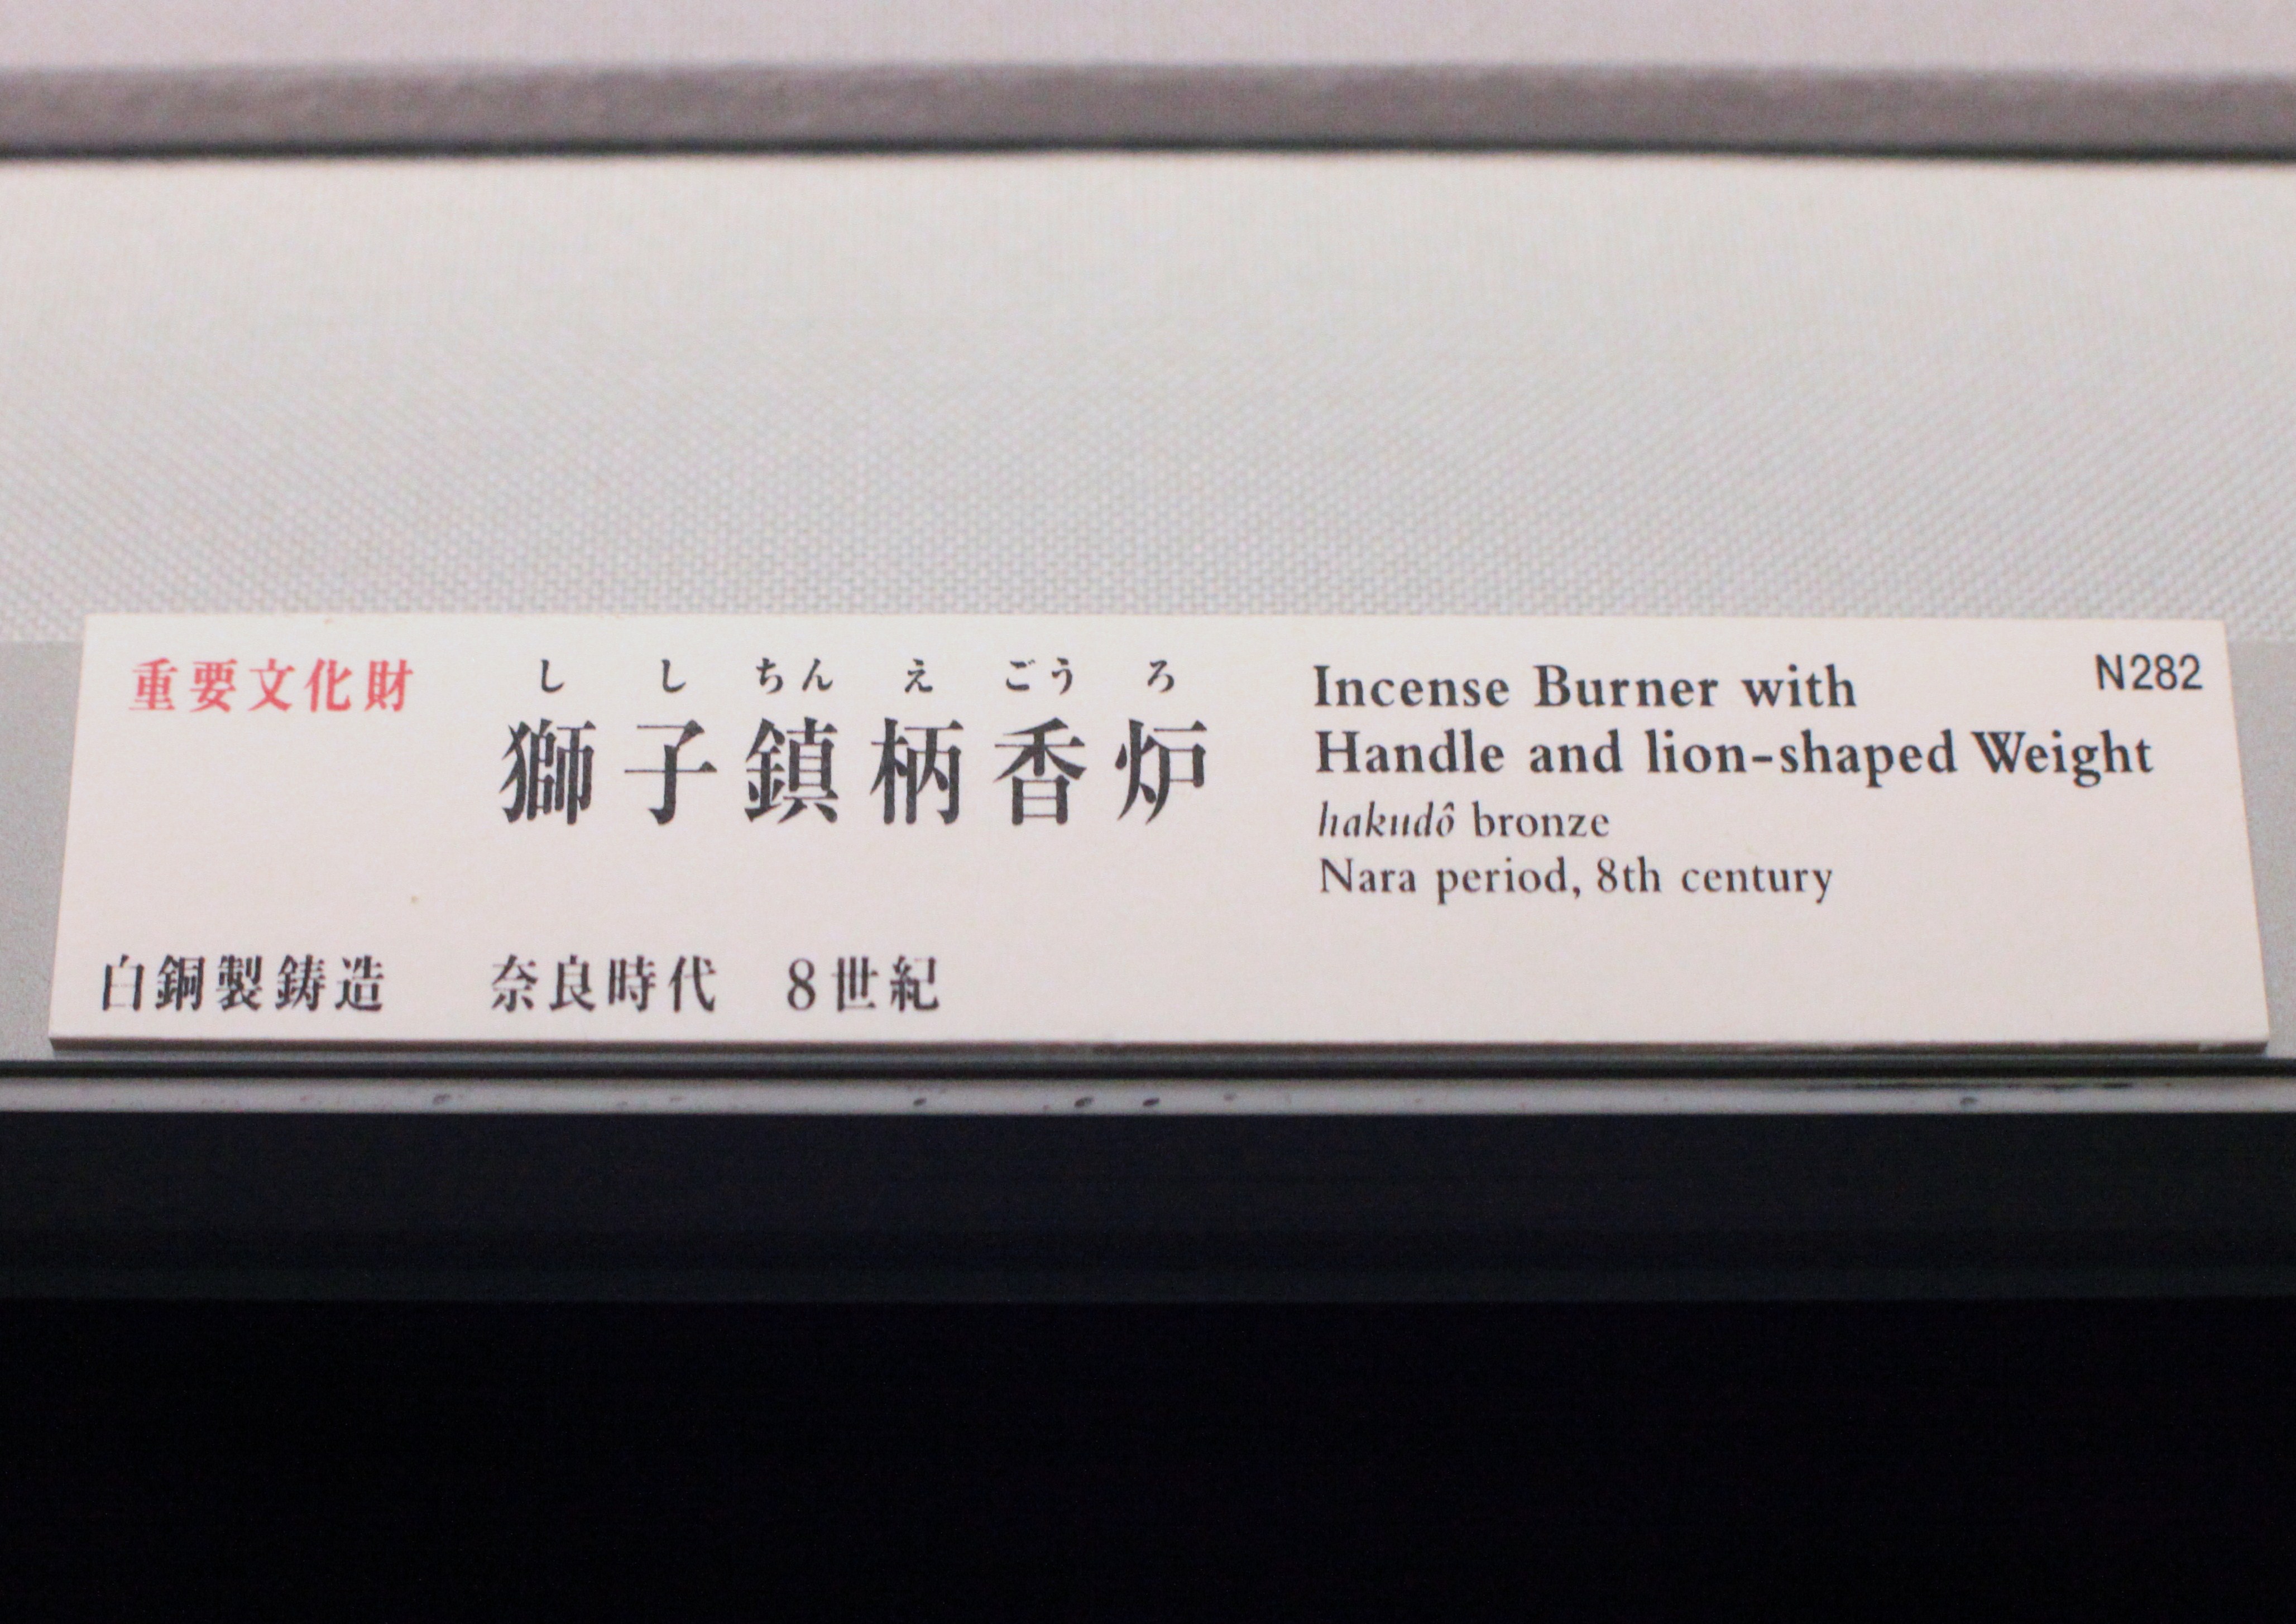 重要文化財
し し ちん え ごう ろ
獅子鎮柄香炉
白銅製鋳造 奈良時代 8世紀
Incense Burner with
Handle and lion-shaped Weight
hakudô bronze
Nara period, 8th century
N282